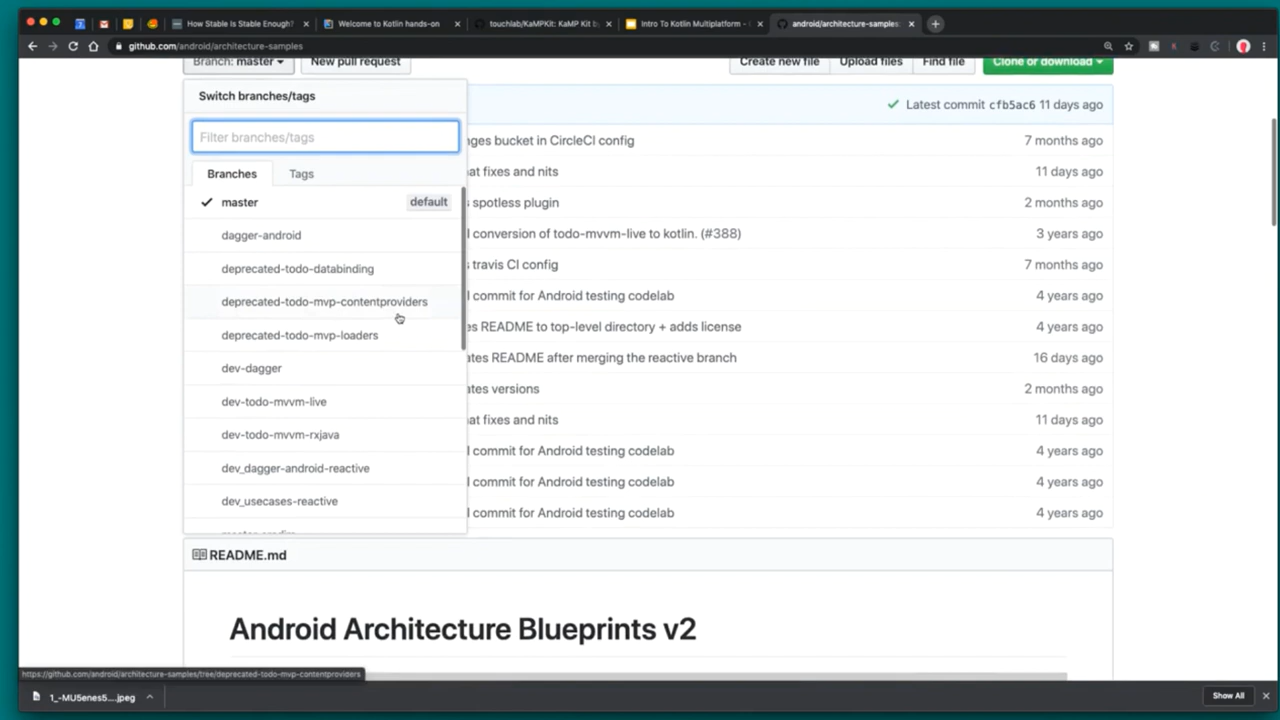 How Stable Is Stable Enough?
Welcome to Kotlin hands-on
touchlab/KaMPKit: KaMP Kit b
Intro To Kotlin Multiplatform -
android/architecture-samples:
github.com/android/architecture-samples
Branch: master
New pull request
Create new file
Upload files
Find file
Clone or download
Switch branches/tags
Latest commit cfb5ac6 11 days ago
Filter branches/tags
nges bucket in CircleCI config
7 months ago
Branches
Tags
at fixes and nits
11 days ago
master
default
s spotless plugin
2 months ago
dagger-android
l conversion of todo-mvvm-live to kotlin. (#388)
3 years ago
deprecated-todo-databinding
s travis CI config
7 months ago
deprecated-todo-mvp-contentproviders
l commit for Android testing codelab
4 years ago
deprecated-todo-mvp-loaders
es README to top-level directory + adds license
4 years ago
dev-dagger
ates README after merging the reactive branch
16 days ago
dev-todo-mvvm-live
ates versions
2 months ago
dev-todo-mvvm-rxjava
at fixes and nits
11 days ago
dev_dagger-android-reactive
l commit for Android testing codelab
4 years ago
dev_usecases-reactive
l commit for Android testing codelab
4 years ago
l commit for Android testing codelab
4 years ago
README.md
Android Architecture Blueprints v2
https://github.com/android/architecture-samples/tree/deprecated-todo-mvp-contentproviders
1_-MU5enes5....jpeg
Show All